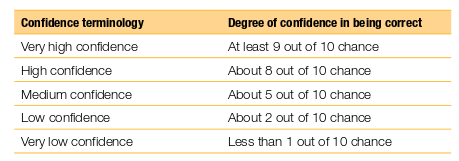 Confidence terminology Degree of confidence in being correct
Very high confidence At least 9 out of 10 chance
High confidence About 8 out of 10 chance
Medium confidence About 5 out of 10 chance
Low confidence About 2 out of 10 chance
Very low confidence Less than 1 out of 10 chance